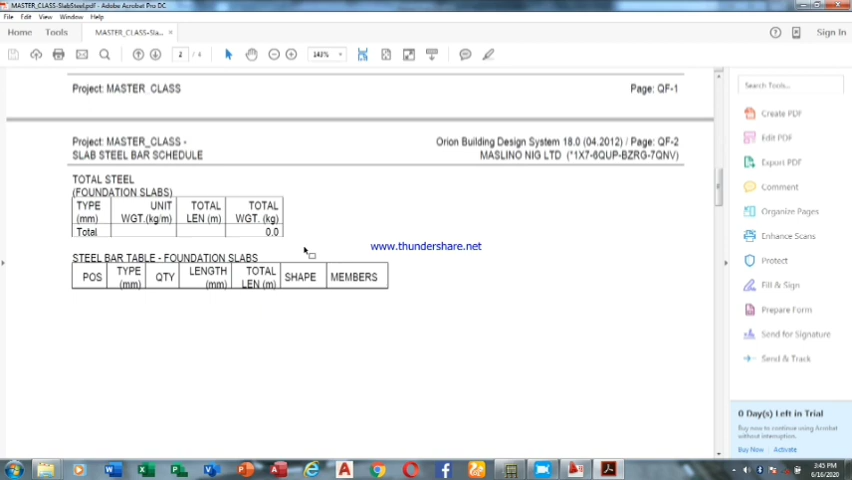 MASTER_CLASS-SlabSteel.pdf - Adobe Acrobat Pro DC
File Edit View Window Help
Home Tools MASTER_CLASS-Sla... × Sign In
2 / 4 143%
Search Tools...
Project: MASTER CLASS Page: QF-1
Project: MASTER_CLASS - Orion Building Design System 18.0 (04.2012) / Page: QF-2
SLAB STEEL BAR SCHEDULE MASLINO NIG LTD (*1X7-6QUP-BZRG-7QNV)
TOTAL STEEL
(FOUNDATION SLABS)
TYPE UNIT TOTAL TOTAL
(mm) WGT.(kg/m) LEN (m) WGT. (kg)
Total 0.0
www.thundershare.net
STEEL BAR TABLE - FOUNDATION SLABS
POS TYPE QTY LENGTH TOTAL SHAPE MEMBERS
(mm) (mm) LEN (m)
Create PDF
Edit PDF
Export PDF
Comment
Organize Pages
Enhance Scans
Protect
Fill & Sign
Prepare Form
Send for Signature
Send & Track
0 Day(s) Left in Trial
Buy now to continue using Acrobat
without interruption.
Buy Now Activate
3:45 PM
6/16/2020